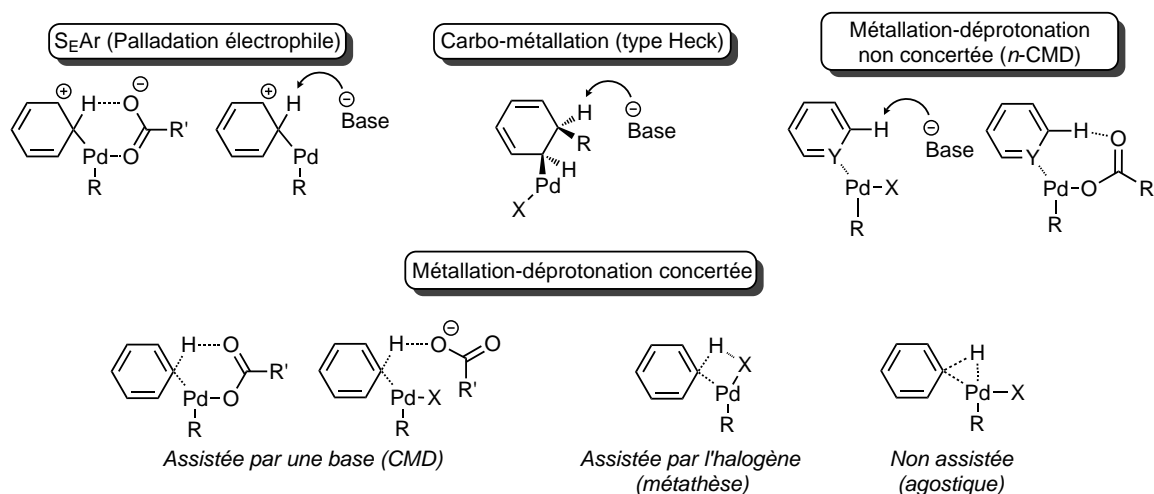 SEAr (Palladation électrophile)
Carbo-métallation (type Heck)
Métallation-déprotonation
non concertée (n-CMD)
⊕ H O ⊖ R' Pd O R
⊕ H ⊖ Base Pd R
H ⊖ Base R H Pd X
H ⊖ Base Y Pd X R
H O Y Pd O R R
Métallation-déprotonation concertée
H O R' Pd O R
H O ⊖ O R' Pd X R
H X Pd R
H Pd X R
Assistée par une base (CMD)
Assistée par l'halogène
(métathèse)
Non assistée
(agostique)